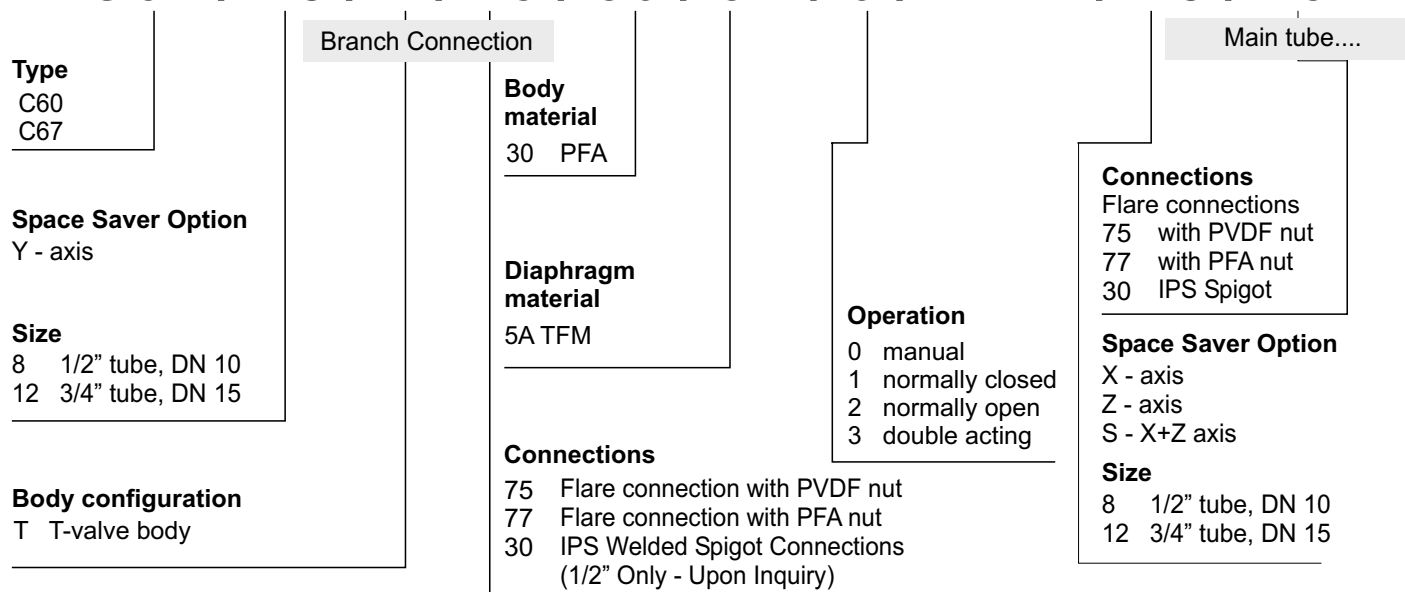 Branch Connection
Main tube....
Type
C60
C67
Space Saver Option
Y - axis
Size
8 1/2” tube, DN 10
12 3/4” tube, DN 15
Body configuration
T T-valve body
Body
material
30 PFA
Diaphragm
material
5A TFM
Connections
75 Flare connection with PVDF nut
77 Flare connection with PFA nut
30 IPS Welded Spigot Connections
(1/2” Only - Upon Inquiry)
Operation
0 manual
1 normally closed
2 normally open
3 double acting
Connections
Flare connections
75 with PVDF nut
77 with PFA nut
30 IPS Spigot
Space Saver Option
X - axis
Z - axis
S - X+Z axis
Size
8 1/2” tube, DN 10
12 3/4” tube, DN 15